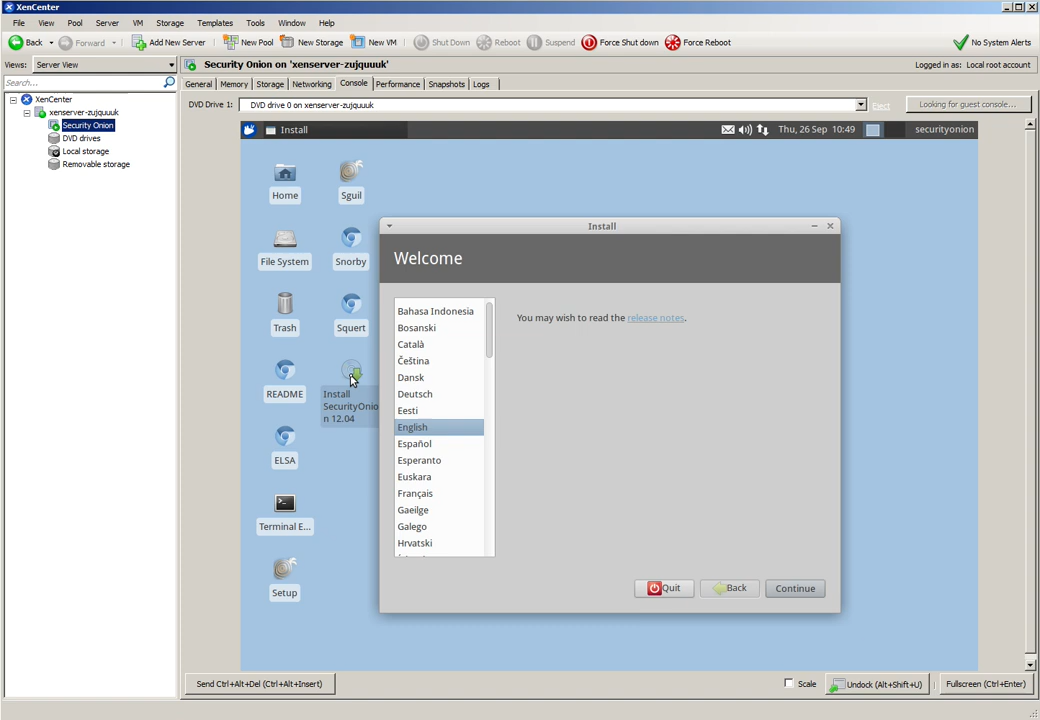 XenCenter
File View Pool Server VM Storage Templates Tools Window Help
Back Forward Add New Server New Pool New Storage New VM Shut Down Reboot Suspend Force Shut down Force Reboot No System Alerts
Views: Server View
Security Onion on 'xenserver-zujquuuk'
Logged in as: Local root account
Search...
General Memory Storage Networking Console Performance Snapshots Logs
XenCenter
xenserver-zujquuuk
Security Onion
DVD drives
Local storage
Removable storage
DVD Drive 1: DVD drive 0 on xenserver-zujquuuk Eject Looking for guest console...
Install Thu, 26 Sep 10:49 securityonion
Home
Sguil
File System
Snorby
Trash
Squert
README
Install
SecurityOnio
n 12.04
ELSA
Terminal E...
Setup
Install
Welcome
Bahasa Indonesia
Bosanski
Català
Čeština
Dansk
Deutsch
Eesti
English
Español
Esperanto
Euskara
Français
Gaeilge
Galego
Hrvatski
You may wish to read the release notes.
Quit Back Continue
Send Ctrl+Alt+Del (Ctrl+Alt+Insert)
Scale
Undock (Alt+Shift+U)
Fullscreen (Ctrl+Enter)